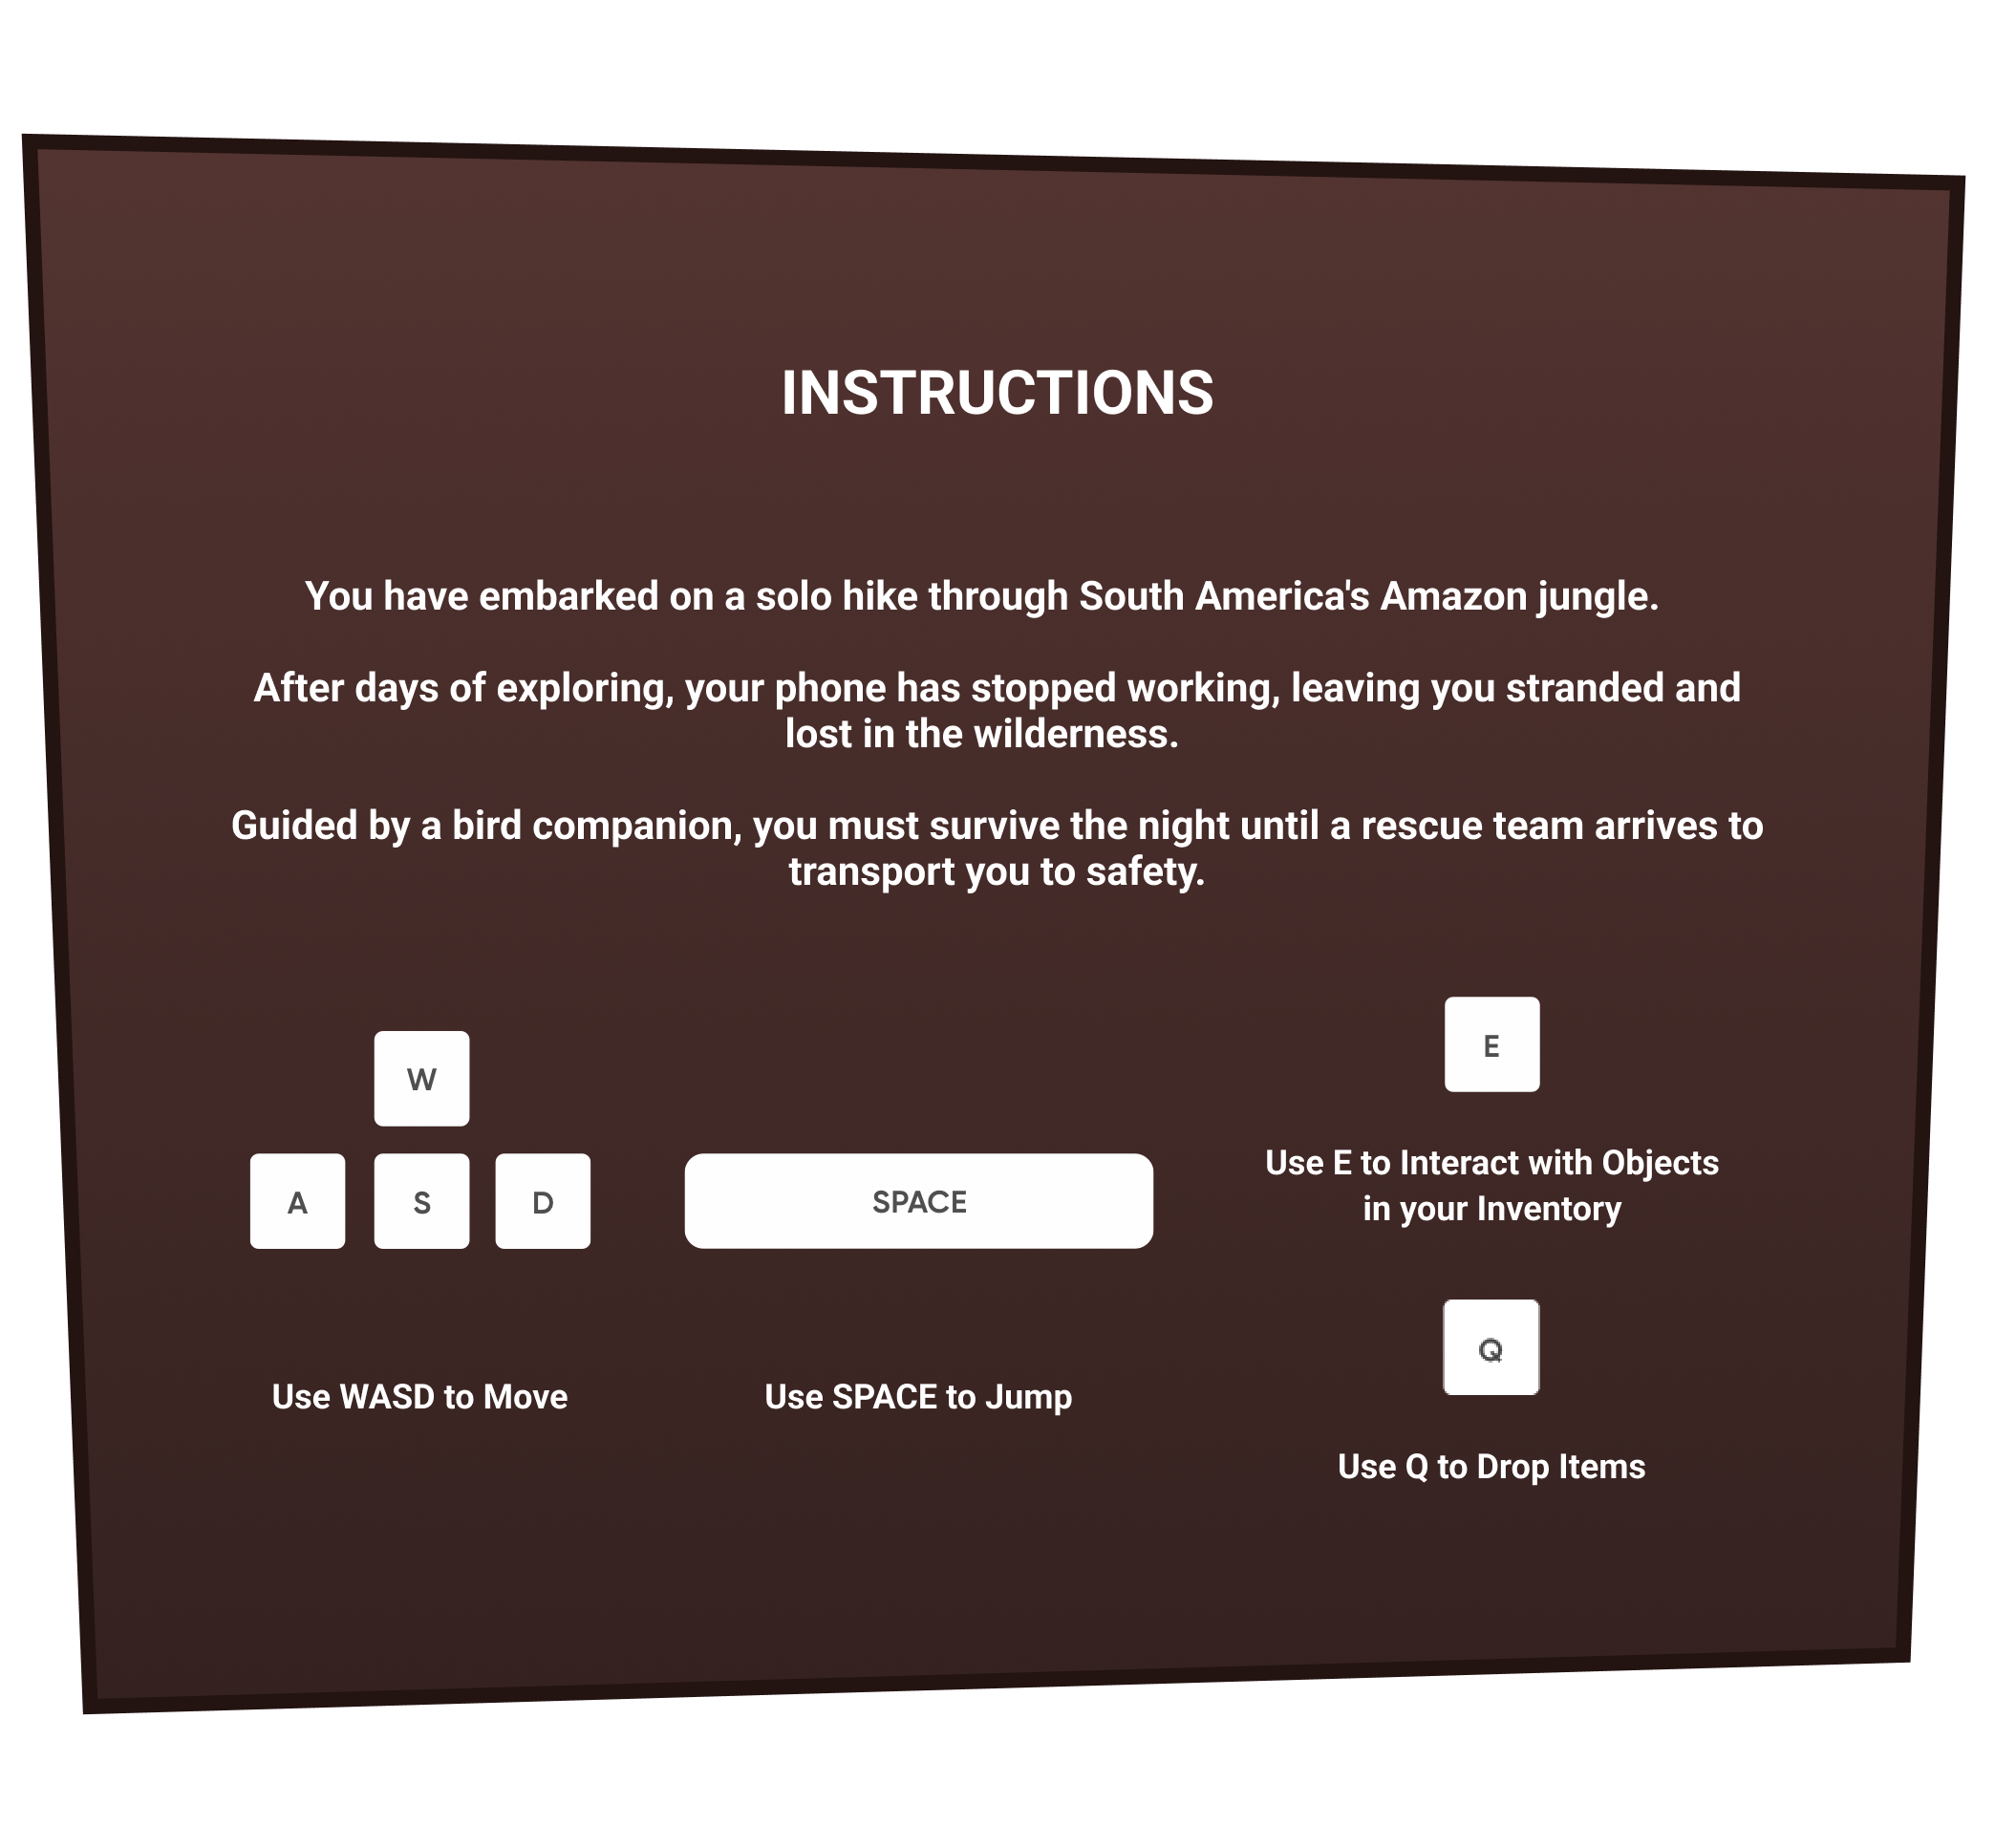 INSTRUCTIONS
You have embarked on a solo hike through South America's Amazon jungle.
After days of exploring, your phone has stopped working, leaving you stranded and
lost in the wilderness.
Guided by a bird companion, you must survive the night until a rescue team arrives to
transport you to safety.
W
A S D
Use WASD to Move
SPACE
Use SPACE to Jump
E
Use E to Interact with Objects
in your Inventory
Q
Use Q to Drop Items